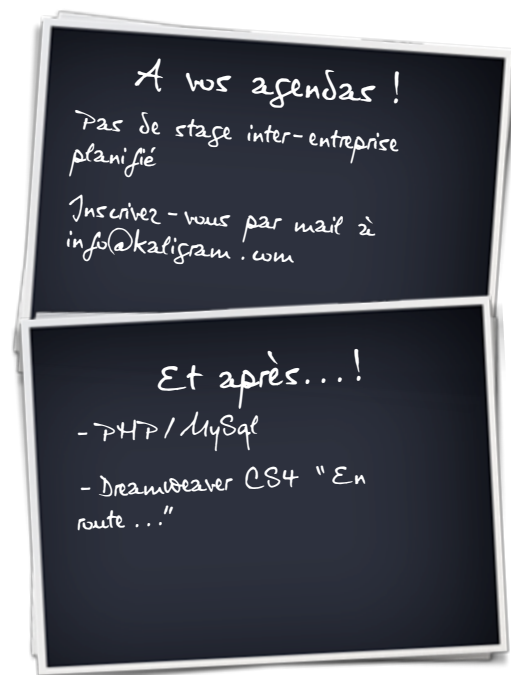 A vos agendas !
Pas de stage inter-entreprise
planifié
Inscrivez-vous par mail à
info@kaligram.com
Et après...!
- PHP/MySql
- Dreamweaver CS4 "En
route ..."